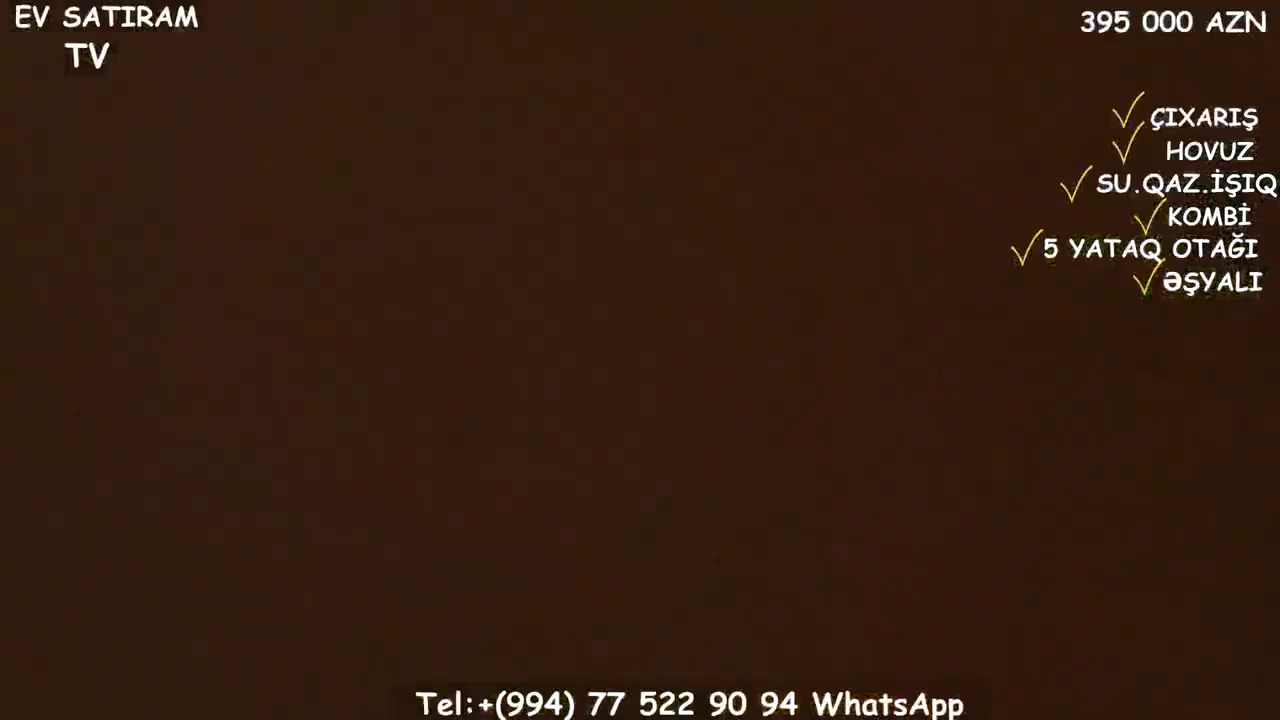 EV SATIRAM
TV
395 000 AZN
ÇIXARIŞ
HOVUZ
SU.QAZ.İŞIQ
KOMBİ
5 YATAQ OTAĞI
ƏŞYALI
Tel:+(994) 77 522 90 94 WhatsApp